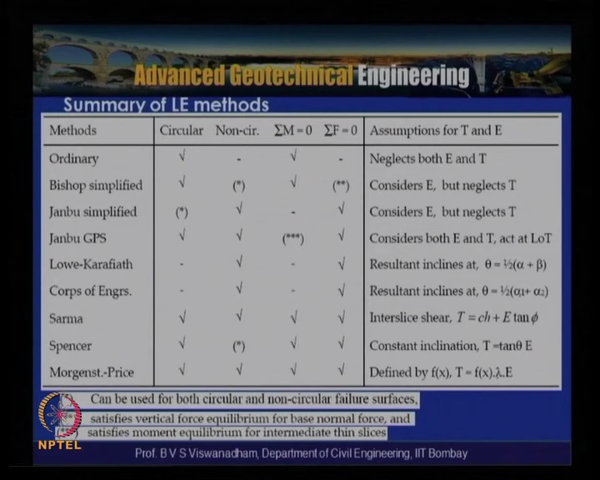 Advanced Geotechnical Engineering
Summary of LE methods
Methods Circular Non-cir. ΣM = 0 ΣF = 0 Assumptions for T and E
Ordinary √ - √ - Neglects both E and T
Bishop simplified √ (*) √ (**) Considers E, but neglects T
Janbu simplified (*) √ - √ Considers E, but neglects T
Janbu GPS √ √ (***) √ Considers both E and T, act at LoT
Lowe-Karafiath - √ - √ Resultant inclines at, θ = ½(α + β)
Corps of Engrs. - √ - √ Resultant inclines at, θ = ½(α₁+ α₂)
Sarma √ √ √ √ Interslice shear, T = ch + E tan ϕ
Spencer √ (*) √ √ Constant inclination, T =tanθ E
Morgenst.-Price √ √ √ √ Defined by f(x), T = f(x).λ.E
Can be used for both circular and non-circular failure surfaces,
satisfies vertical force equilibrium for base normal force, and
satisfies moment equilibrium for intermediate thin slices
NPTEL
Prof. B V S Viswanadham, Department of Civil Engineering, IIT Bombay